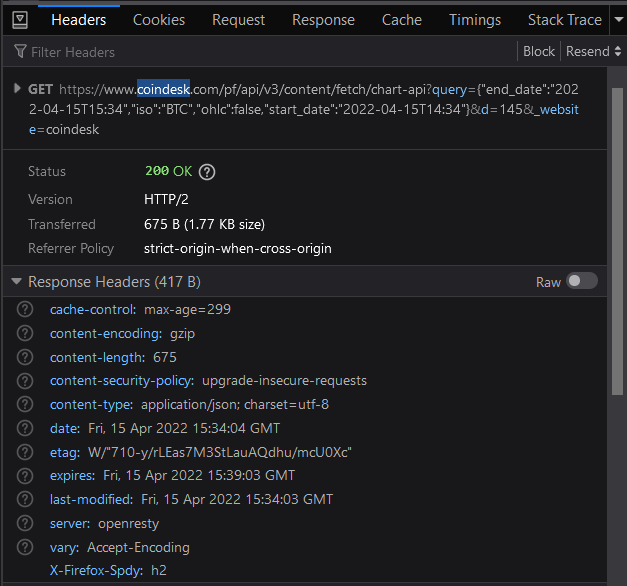 Headers Cookies Request Response Cache Timings Stack Trace
Filter Headers Block Resend
GET https://www.coindesk.com/pf/api/v3/content/fetch/chart-api?query={"end_date":"202
2-04-15T15:34","iso":"BTC","ohlc":false,"start_date":"2022-04-15T14:34"}&d=145&_websit
e=coindesk
Status 200 OK ?
Version HTTP/2
Transferred 675 B (1.77 KB size)
Referrer Policy strict-origin-when-cross-origin
Response Headers (417 B) Raw
? cache-control: max-age=299
? content-encoding: gzip
? content-length: 675
? content-security-policy: upgrade-insecure-requests
? content-type: application/json; charset=utf-8
? date: Fri, 15 Apr 2022 15:34:04 GMT
? etag: W/"710-y/rLEas7M3StLauAQdhu/mcU0Xc"
? expires: Fri, 15 Apr 2022 15:39:03 GMT
? last-modified: Fri, 15 Apr 2022 15:34:03 GMT
? server: openresty
? vary: Accept-Encoding
X-Firefox-Spdy: h2